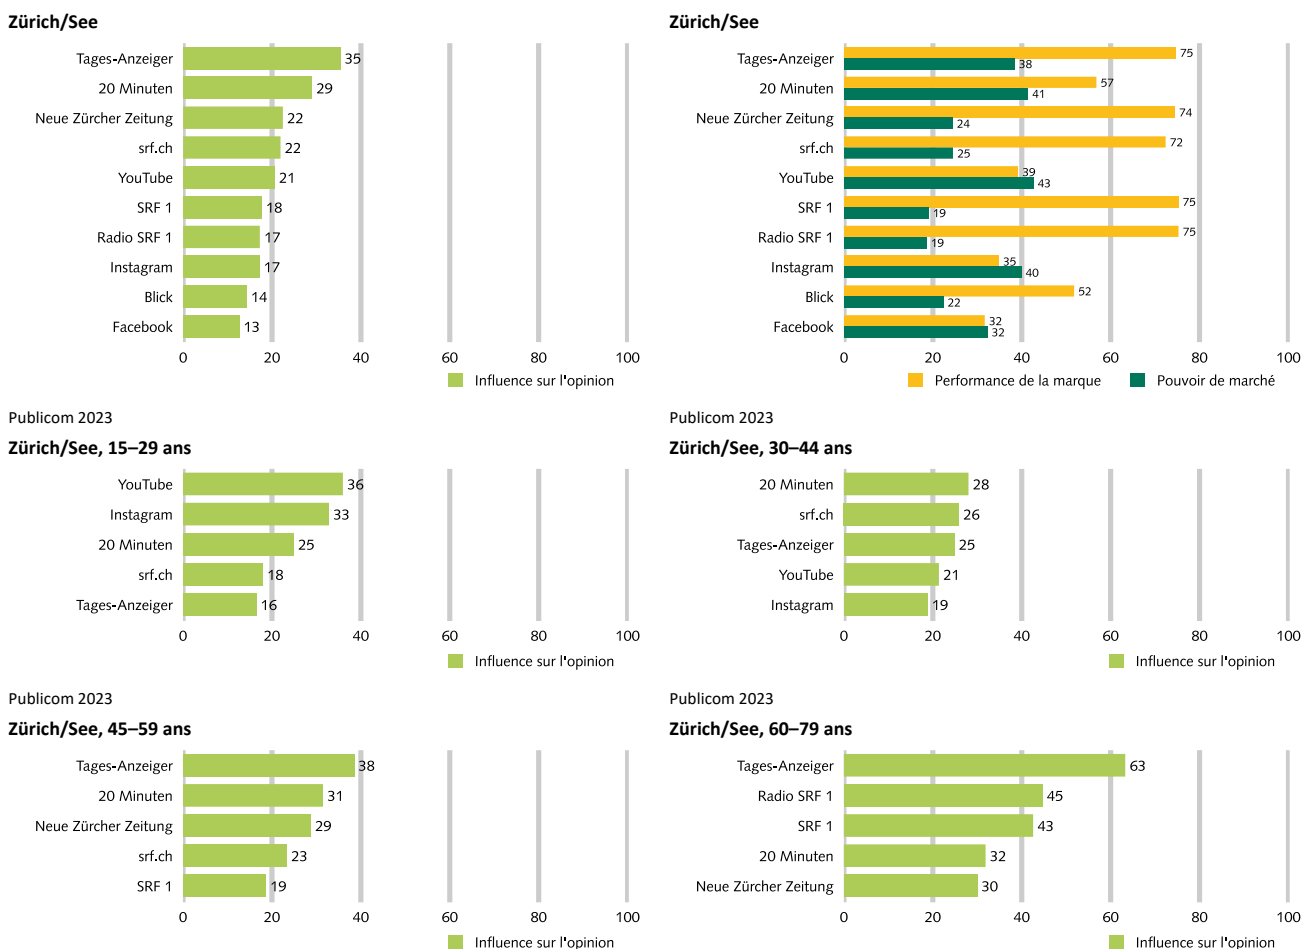 Zürich/See
Tages-Anzeiger 35
20 Minuten 29
Neue Zürcher Zeitung 22
srf.ch 22
YouTube 21
SRF 1 18
Radio SRF 1 17
Instagram 17
Blick 14
Facebook 13
0 20 40 60 80 100
Influence sur l'opinion
Zürich/See
Tages-Anzeiger 75 38
20 Minuten 57 41
Neue Zürcher Zeitung 74 24
srf.ch 72 25
YouTube 39 43
SRF 1 75 19
Radio SRF 1 75 19
Instagram 35 40
Blick 52 22
Facebook 32 32
0 20 40 60 80 100
Performance de la marque Pouvoir de marché
Publicom 2023
Zürich/See, 15–29 ans
YouTube 36
Instagram 33
20 Minuten 25
srf.ch 18
Tages-Anzeiger 16
0 20 40 60 80 100
Influence sur l'opinion
Publicom 2023
Zürich/See, 30–44 ans
20 Minuten 28
srf.ch 26
Tages-Anzeiger 25
YouTube 21
Instagram 19
0 20 40 60 80 100
Influence sur l'opinion
Publicom 2023
Zürich/See, 45–59 ans
Tages-Anzeiger 38
20 Minuten 31
Neue Zürcher Zeitung 29
srf.ch 23
SRF 1 19
0 20 40 60 80 100
Influence sur l'opinion
Publicom 2023
Zürich/See, 60–79 ans
Tages-Anzeiger 63
Radio SRF 1 45
SRF 1 43
20 Minuten 32
Neue Zürcher Zeitung 30
0 20 40 60 80 100
Influence sur l'opinion